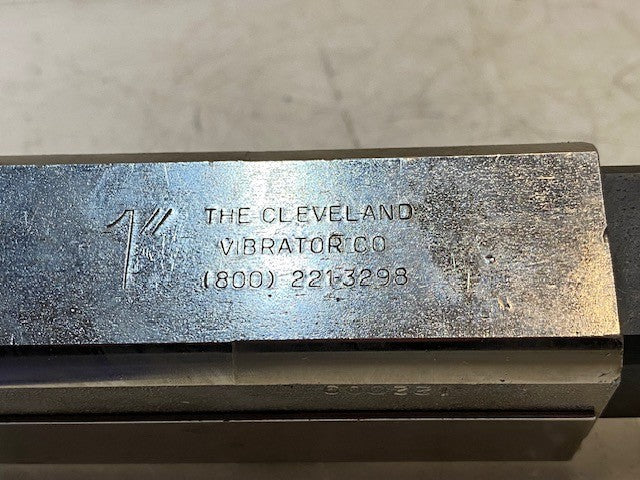 1" THE CLEVELAND
VIBRATOR CO
(800) 221-3298